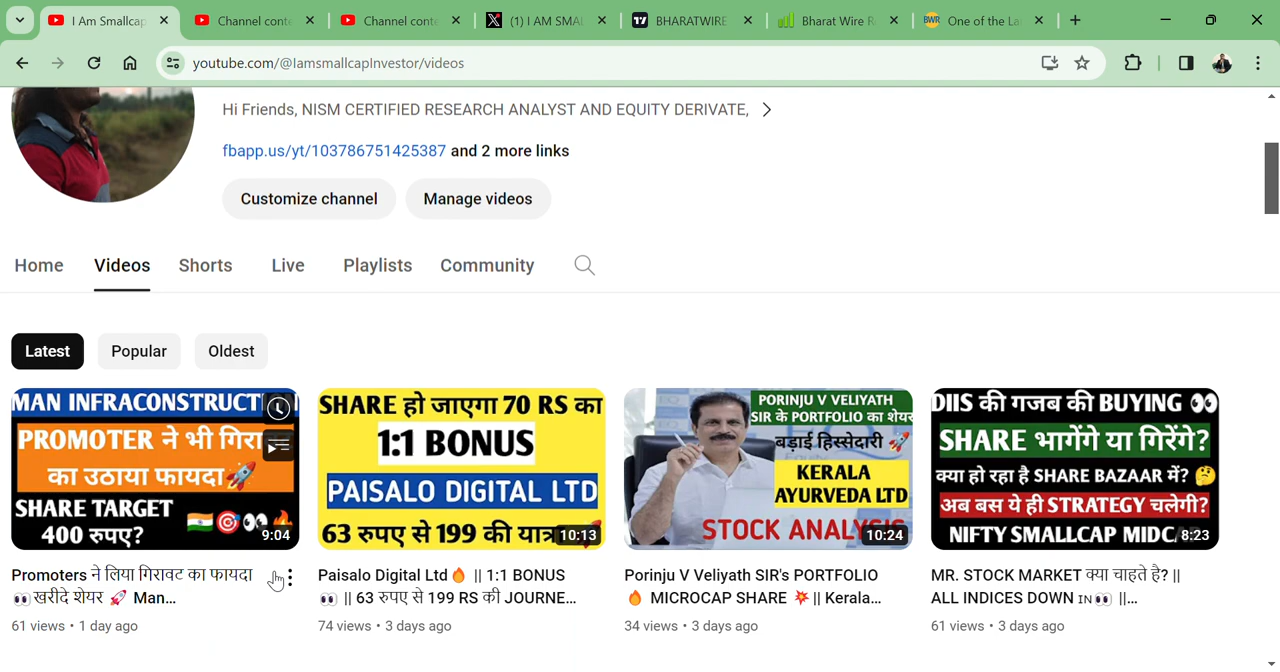 I Am Smallcap
Channel conte
Channel conte
(1) I AM SMAL
BHARATWIRE
Bharat Wire R
BWR
One of the La
youtube.com/@IamsmallcapInvestor/videos
Hi Friends, NISM CERTIFIED RESEARCH ANALYST AND EQUITY DERIVATE,
fbapp.us/yt/103786751425387 and 2 more links
Customize channel
Manage videos
Home
Videos
Shorts
Live
Playlists
Community
Latest
Popular
Oldest
MAN INFRACONSTRUCTI
PROMOTER ने भी गिरा
का उठाया फायदा🚀
SHARE TARGET
400 रुपए?
9:04
Promoters ने लिया गिरावट का फायदा
👀खरीदे शेयर 🚀 Man...
61 views • 1 day ago
SHARE हो जाएगा 70 RS का
1:1 BONUS
PAISALO DIGITAL LTD
63 रुपए से 199 की यात्र
10:13
Paisalo Digital Ltd🔥 || 1:1 BONUS
👀 || 63 रुपए से 199 RS की JOURNE...
74 views • 3 days ago
PORINJU V VELIYATH
SIR के PORTFOLIO का शेयर
बड़ाई हिस्सेदारी 🚀
KERALA
AYURVEDA LTD
STOCK ANALYSIS
10:24
Porinju V Veliyath SIR's PORTFOLIO
🔥 MICROCAP SHARE 💥 || Kerala...
34 views • 3 days ago
DIIS की गजब की BUYING 👀
SHARE भागेंगे या गिरेंगे?
क्या हो रहा है SHARE BAZAAR में? 🤔
अब बस ये ही STRATEGY चलेगी?
NIFTY SMALLCAP MIDC
8:23
MR. STOCK MARKET क्या चाहते है? ||
ALL INDICES DOWN ɪɴ👀 ||...
61 views • 3 days ago